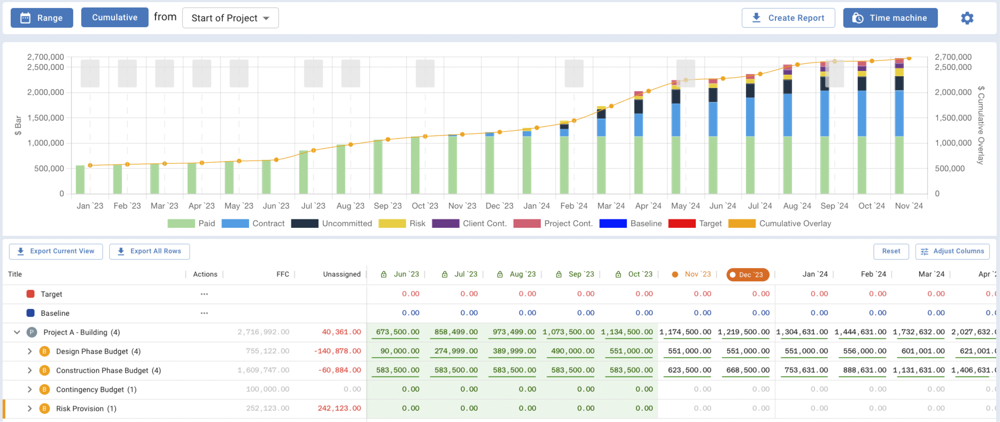 Range Cumulative from Start of Project Create Report Time machine
2,700,000 2,700,000
2,500,000 2,500,000
2,000,000 2,000,000
1,500,000 1,500,000
1,000,000 1,000,000
500,000 500,000
0 0
$ Bar
$ Cumulative Overlay
Jan `23 Feb `23 Mar `23 Apr `23 May `23 Jun `23 Jul `23 Aug `23 Sep `23 Oct `23 Nov `23 Dec `23 Jan `24 Feb `24 Mar `24 Apr `24 May `24 Jun `24 Jul `24 Aug `24 Sep `24 Oct `24 Nov `24
Paid Contract Uncommitted Risk Client Cont. Project Cont. Baseline Target Cumulative Overlay
Export Current View Export All Rows Reset Adjust Columns
Title Actions FFC Unassigned Jun `23 Jul `23 Aug `23 Sep `23 Oct `23 Nov `23 Dec `23 Jan `24 Feb `24 Mar `24 Apr `2
Target ... 0.00 0.00 0.00 0.00 0.00 0.00 0.00 0.00 0.00 0.00 0.0
Baseline ... 0.00 0.00 0.00 0.00 0.00 0.00 0.00 0.00 0.00 0.00 0.0
P Project A - Building (4) 2,716,992.00 40,361.00 673,500.00 858,499.00 973,499.00 1,073,500.00 1,134,500.00 1,174,500.00 1,219,500.00 1,304,631.00 1,444,631.00 1,732,632.00 2,027,632.0
B Design Phase Budget (4) 755,122.00 -140,878.00 90,000.00 274,999.00 389,999.00 490,000.00 551,000.00 551,000.00 551,000.00 551,000.00 556,000.00 601,001.00 621,001.0
B Construction Phase Budget (4) 1,609,747.00 -60,884.00 583,500.00 583,500.00 583,500.00 583,500.00 583,500.00 623,500.00 668,500.00 753,631.00 888,631.00 1,131,631.00 1,406,631.0
B Contingency Budget (1) 100,000.00 0.00 0.00 0.00 0.00 0.00 0.00 0.00 0.00 0.00 0.00 0.00 0.0
B Risk Provision (1) 252,123.00 242,123.00 0.00 0.00 0.00 0.00 0.00 0.00 0.00 0.00 0.00 0.00 0.0